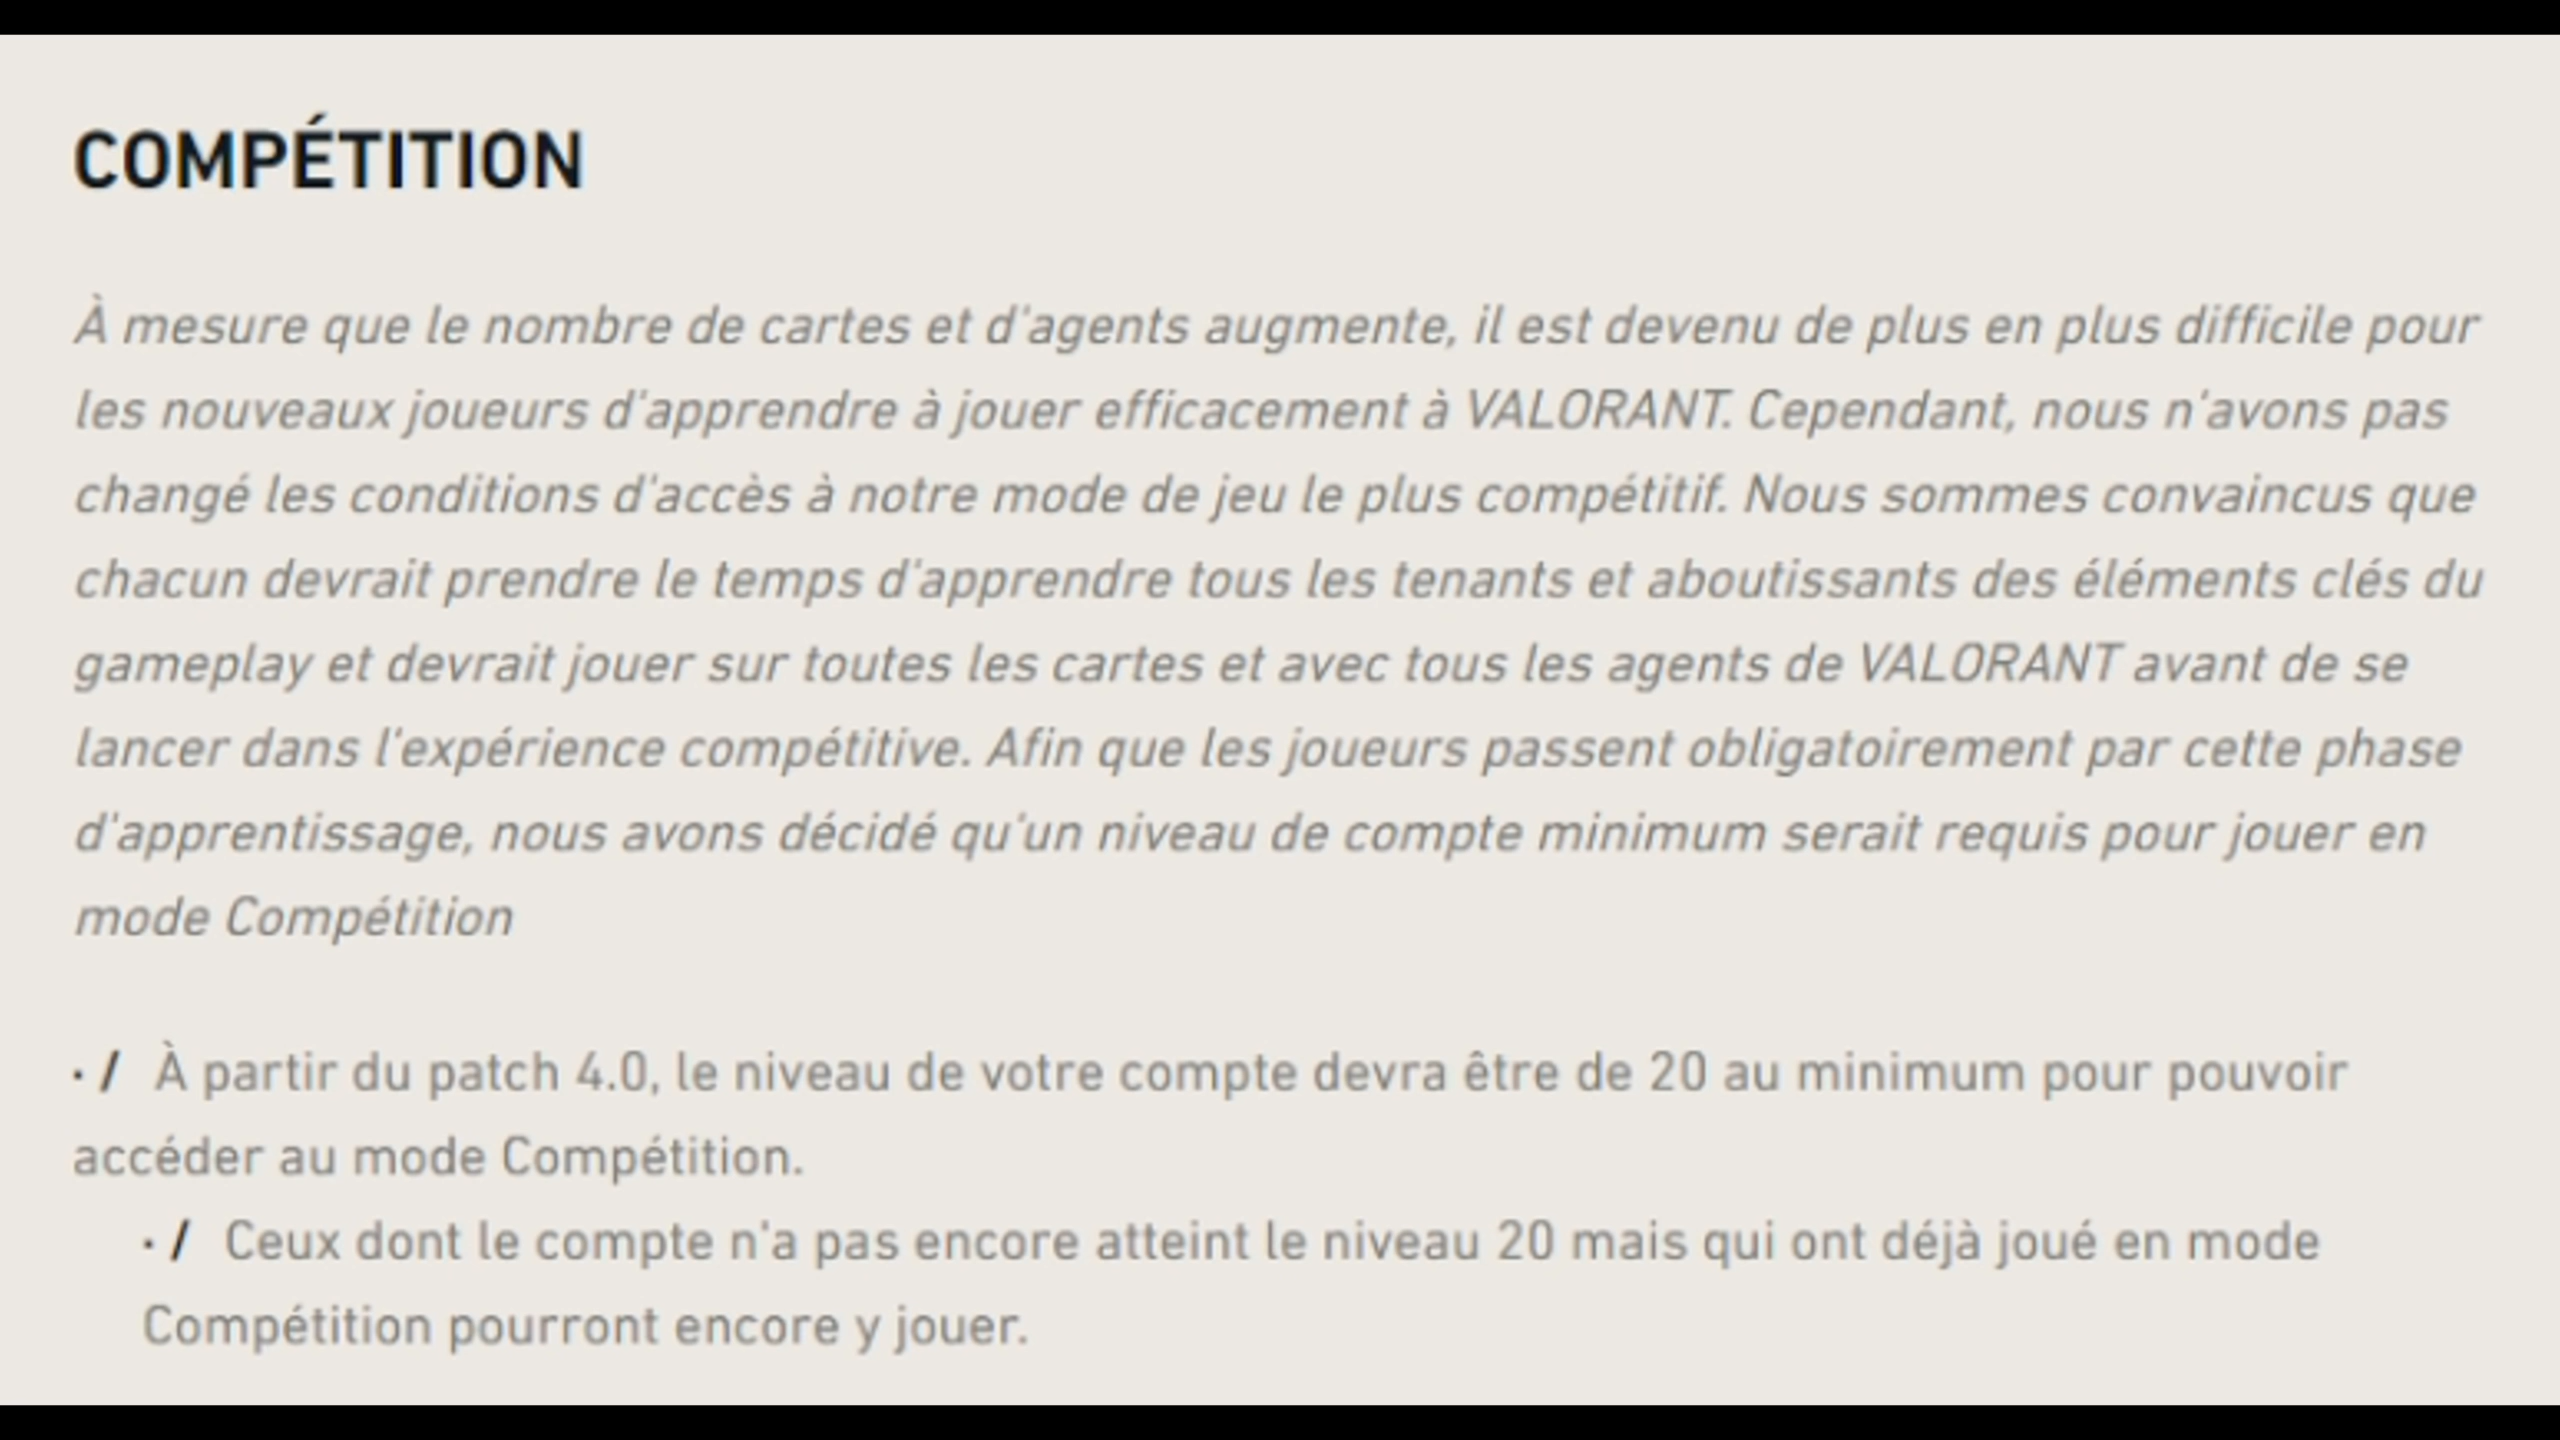 COMPÉTITION
À mesure que le nombre de cartes et d'agents augmente, il est devenu de plus en plus difficile pour
les nouveaux joueurs d'apprendre à jouer efficacement à VALORANT. Cependant, nous n'avons pas
changé les conditions d'accès à notre mode de jeu le plus compétitif. Nous sommes convaincus que
chacun devrait prendre le temps d'apprendre tous les tenants et aboutissants des éléments clés du
gameplay et devrait jouer sur toutes les cartes et avec tous les agents de VALORANT avant de se
lancer dans l'expérience compétitive. Afin que les joueurs passent obligatoirement par cette phase
d'apprentissage, nous avons décidé qu'un niveau de compte minimum serait requis pour jouer en
mode Compétition
· / À partir du patch 4.0, le niveau de votre compte devra être de 20 au minimum pour pouvoir
accéder au mode Compétition.
· / Ceux dont le compte n'a pas encore atteint le niveau 20 mais qui ont déjà joué en mode
Compétition pourront encore y jouer.